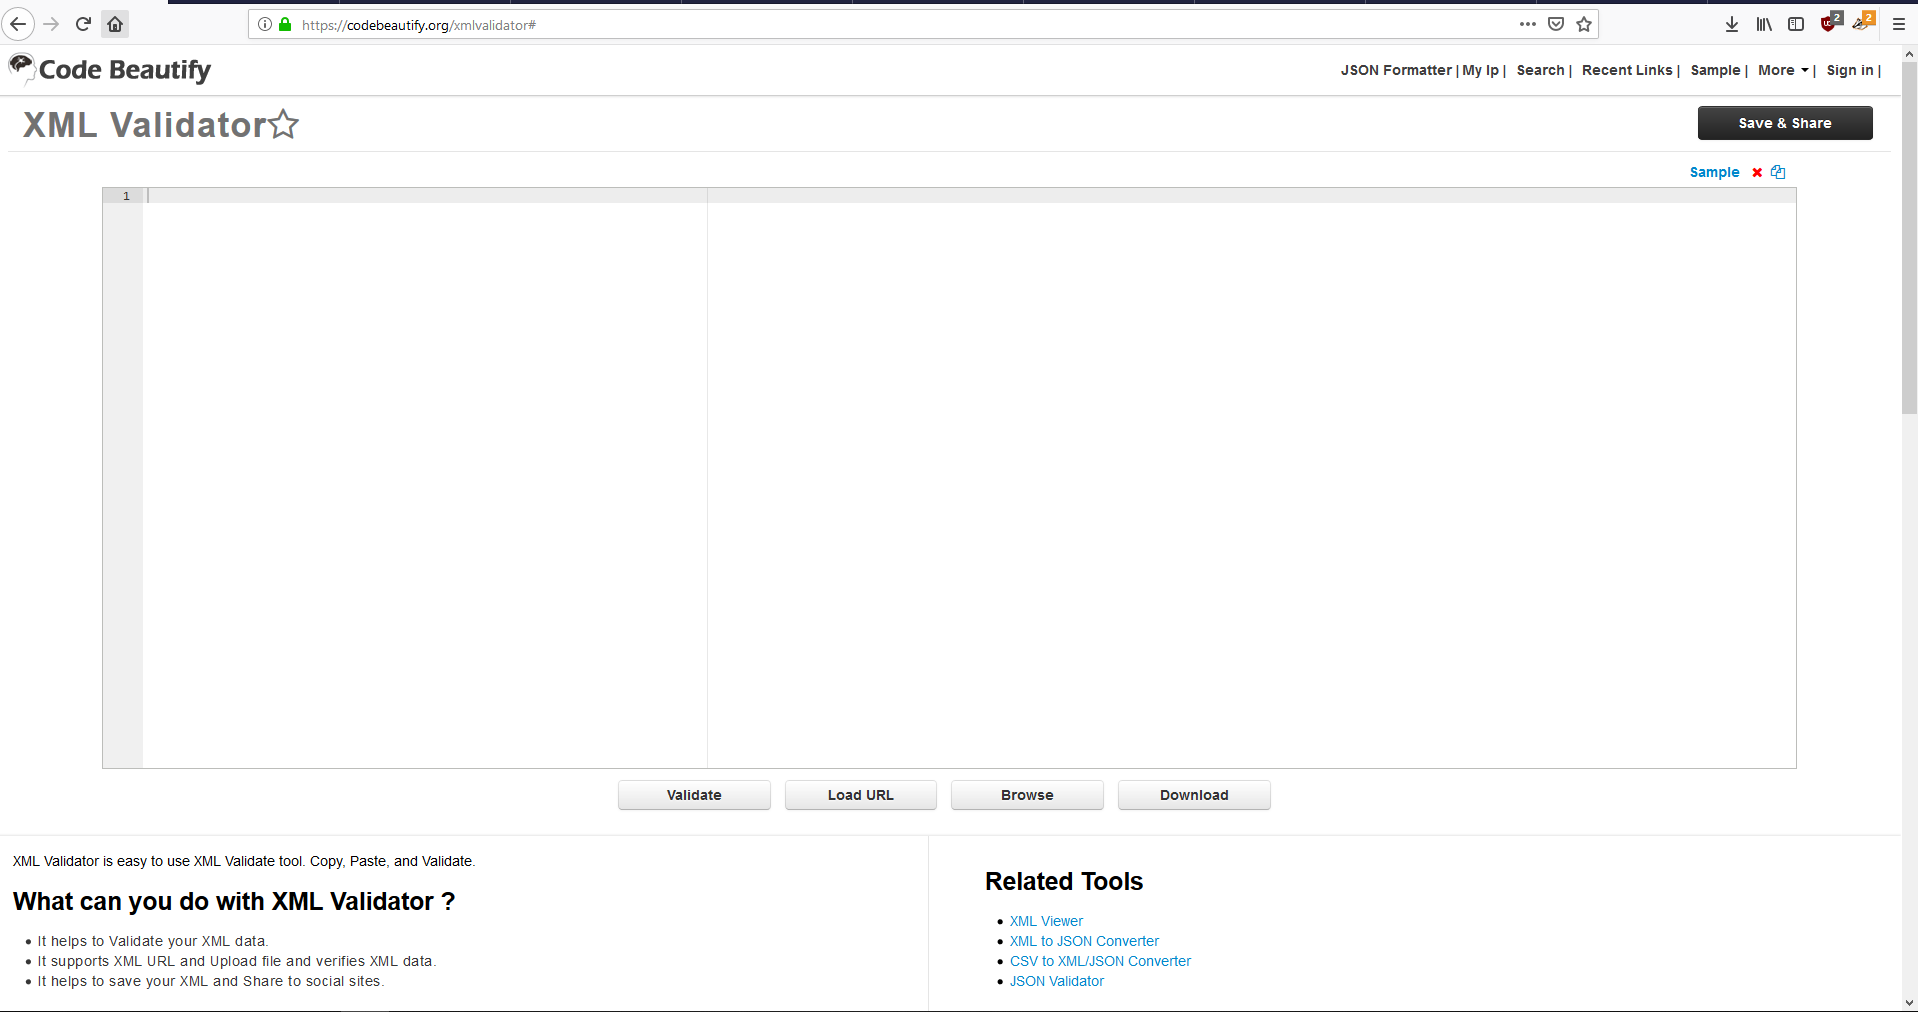 https://codebeautify.org/xmlvalidator#
2
2
Code Beautify
JSON Formatter | My Ip | Search | Recent Links | Sample | More | Sign in |
XML Validator
Save & Share
Sample
1
Validate
Load URL
Browse
Download
XML Validator is easy to use XML Validate tool. Copy, Paste, and Validate.
What can you do with XML Validator ?
It helps to Validate your XML data.
It supports XML URL and Upload file and verifies XML data.
It helps to save your XML and Share to social sites.
Related Tools
XML Viewer
XML to JSON Converter
CSV to XML/JSON Converter
JSON Validator